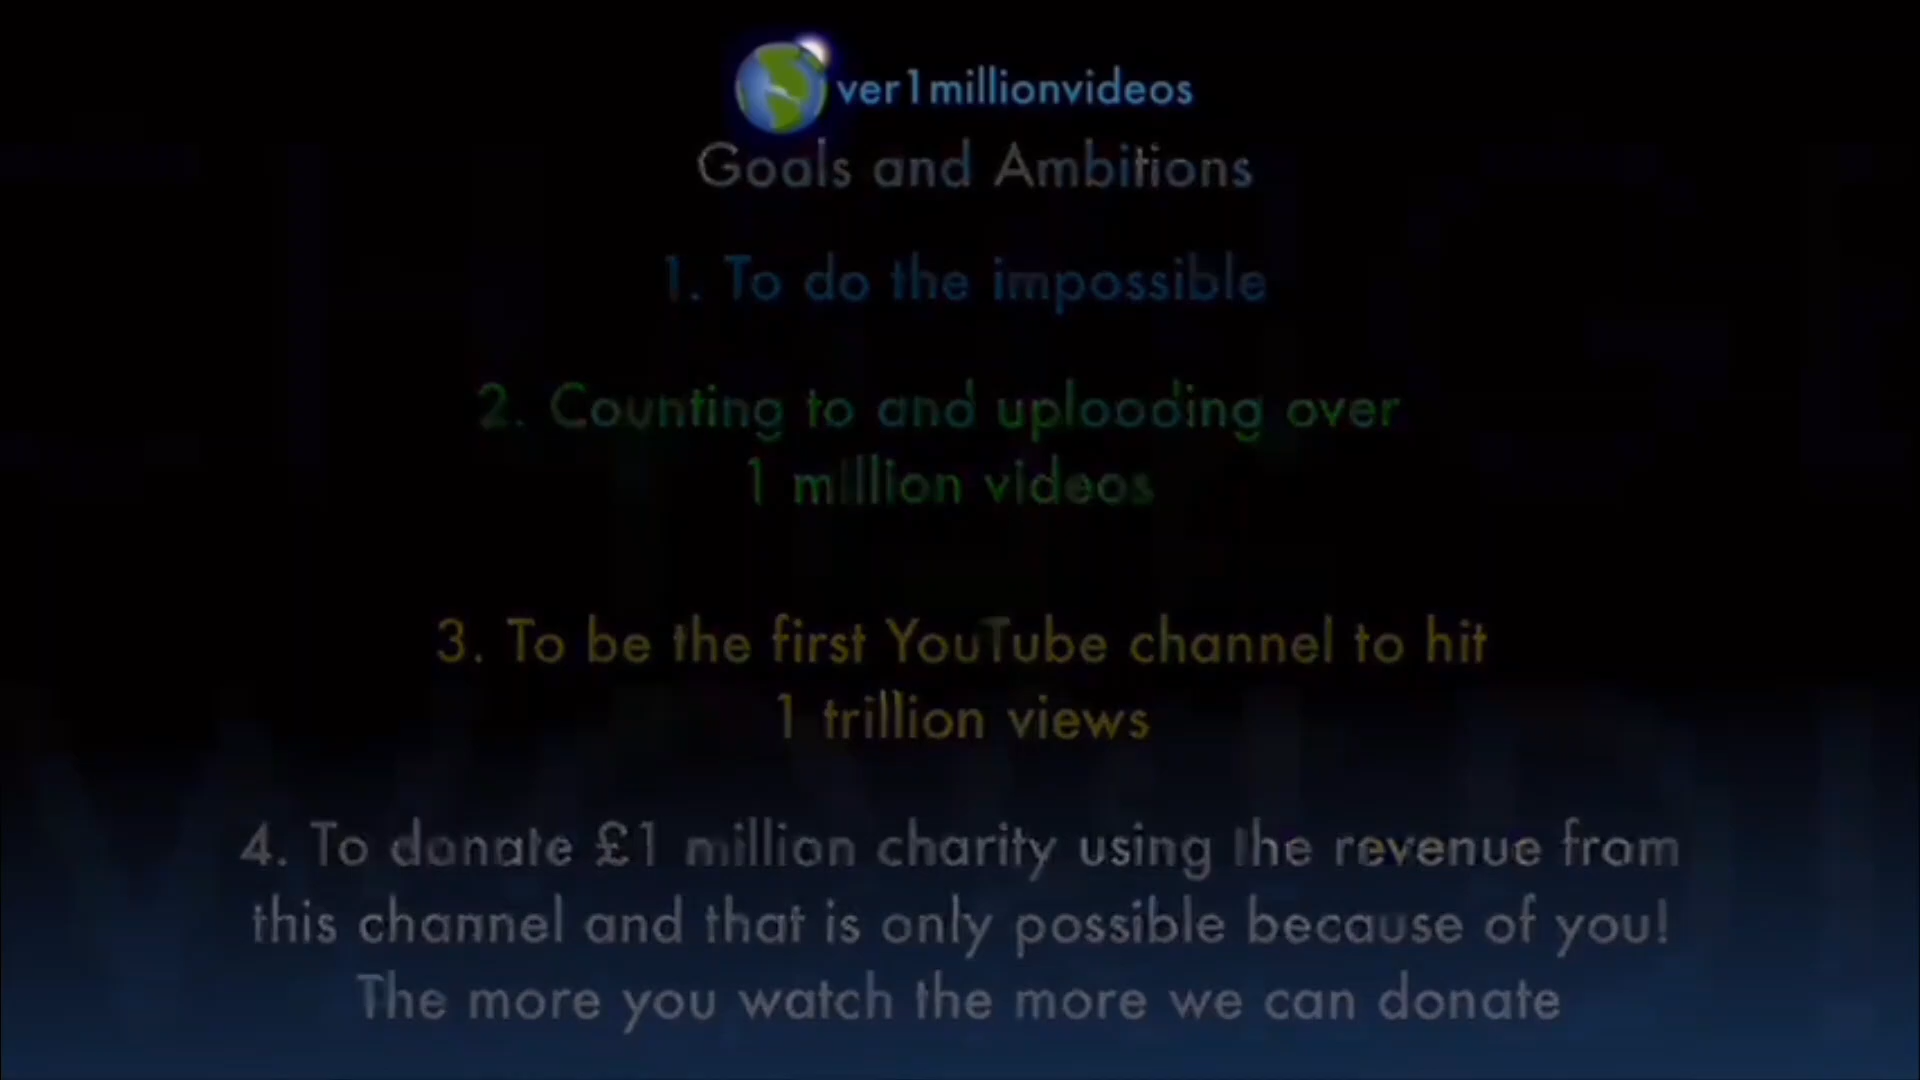 ver1millionvideos
Goals and Ambitions
1. To do the impossible
2. Counting to and uploading over
1 million videos
3. To be the first YouTube channel to hit
1 trillion views
4. To donate £1 million charity using the revenue from
this channel and that is only possible because of you!
The more you watch the more we can donate